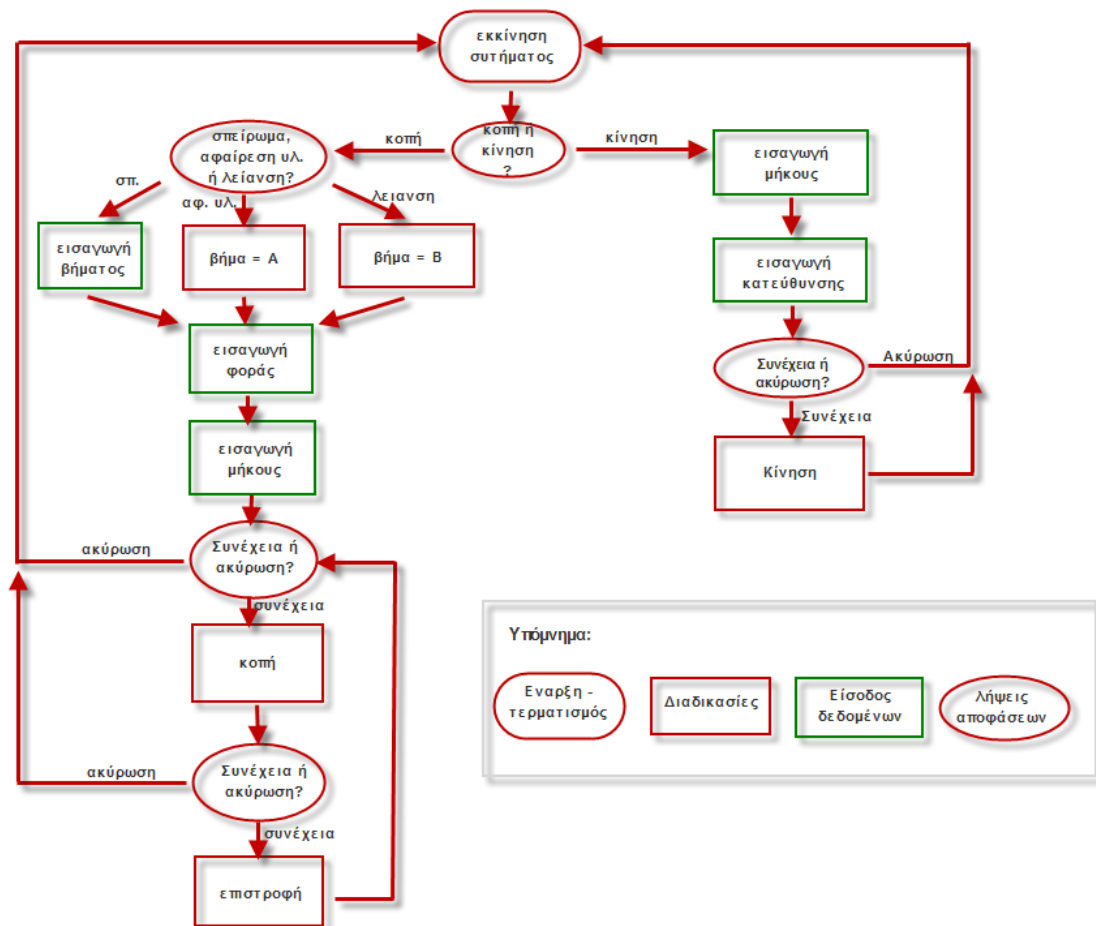 εκκίνηση
συτήματος
κοπή ή
κίνηση
?
κοπή
κίνηση
σπείρωμα,
αφαίρεση υλ.
ή λείανση?
σπ.
αφ. υλ.
λειανση
εισαγωγή
βήματος
βήμα = Α
βήμα = Β
εισαγωγή
φοράς
εισαγωγή
μήκους
Συνέχεια ή
ακύρωση?
ακύρωση
συνέχεια
κοπή
Συνέχεια ή
ακύρωση?
ακύρωση
συνέχεια
επιστροφή
εισαγωγή
μήκους
εισαγωγή
κατεύθυνσης
Συνέχεια ή
ακύρωση?
Ακύρωση
Συνέχεια
Κίνηση
Υπόμνημα:
Εναρξη -
τερματισμός
Διαδικασίες
Είσοδος
δεδομένων
λήψεις
αποφάσεων